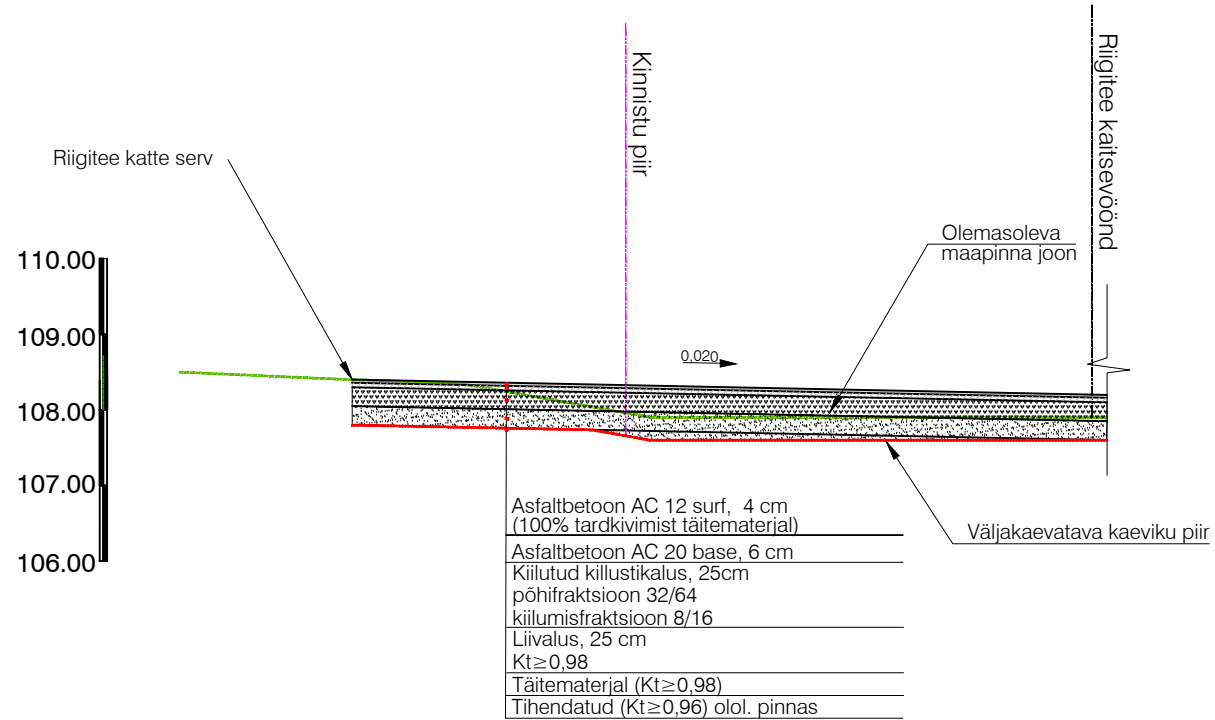 Kinnistu piir
Riigitee kaitsevöönd
Riigitee katte serv
Olemasoleva
maapinna joon
110.00
109.00
108.00
107.00
106.00
0,020
Asfaltbetoon AC 12 surf, 4 cm
(100% tardkivimist täitematerjal)
Asfaltbetoon AC 20 base, 6 cm
Kiilutud killustikalus, 25cm
põhifraktsioon 32/64
kiilumisfraktsioon 8/16
Liivalus, 25 cm
Kt≥0,98
Täitematerjal (Kt≥0,98)
Tihendatud (Kt≥0,96) olol. pinnas
Väljakaevatava kaeviku piir